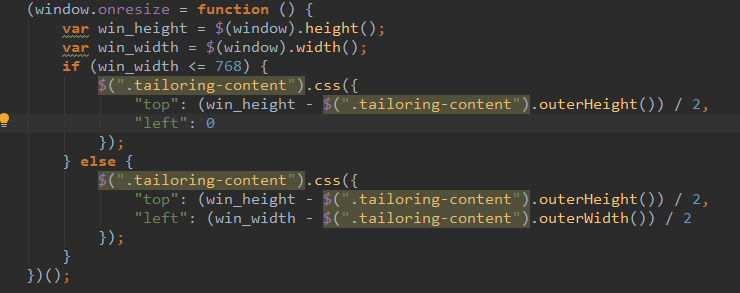 (window.onresize = function () {
    var win_height = $(window).height();
    var win_width = $(window).width();
    if (win_width <= 768) {
        $(".tailoring-content").css({
            "top": (win_height - $(".tailoring-content").outerHeight()) / 2,
            "left": 0
        });
    } else {
        $(".tailoring-content").css({
            "top": (win_height - $(".tailoring-content").outerHeight()) / 2,
            "left": (win_width - $(".tailoring-content").outerWidth()) / 2
        });
    }
})();